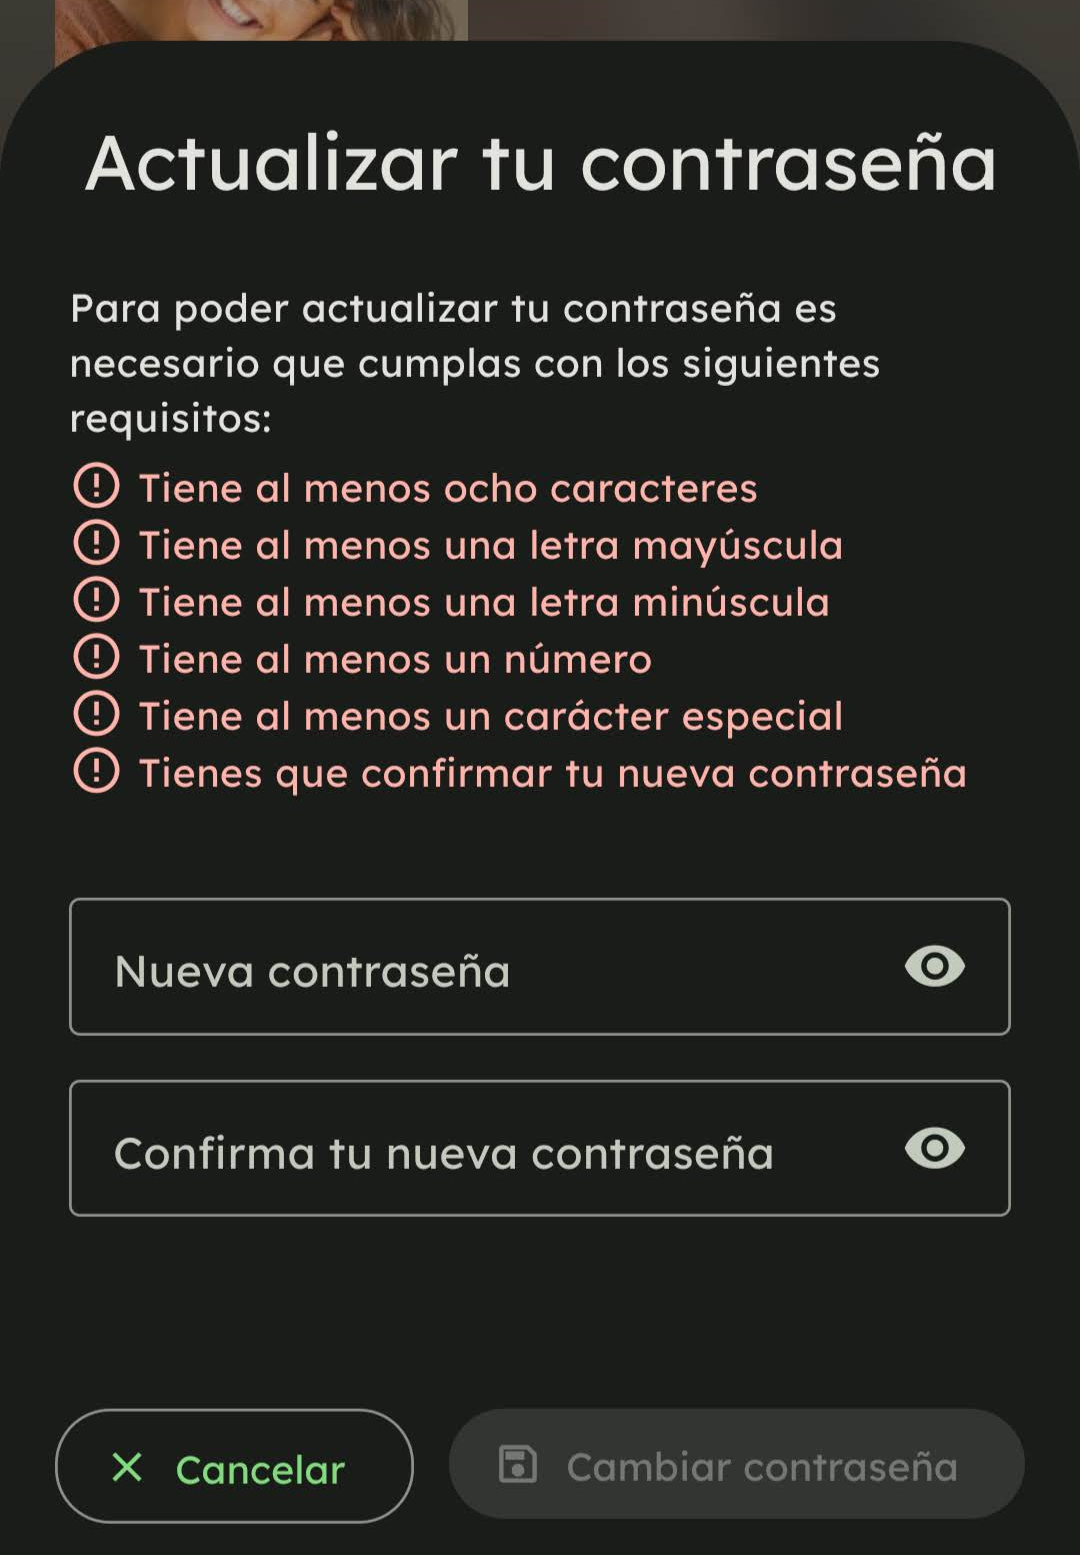 Actualizar tu contraseña
Para poder actualizar tu contraseña es
necesario que cumplas con los siguientes
requisitos:
Tiene al menos ocho caracteres
Tiene al menos una letra mayúscula
Tiene al menos una letra minúscula
Tiene al menos un número
Tiene al menos un carácter especial
Tienes que confirmar tu nueva contraseña
Nueva contraseña
Confirma tu nueva contraseña
Cancelar
Cambiar contraseña